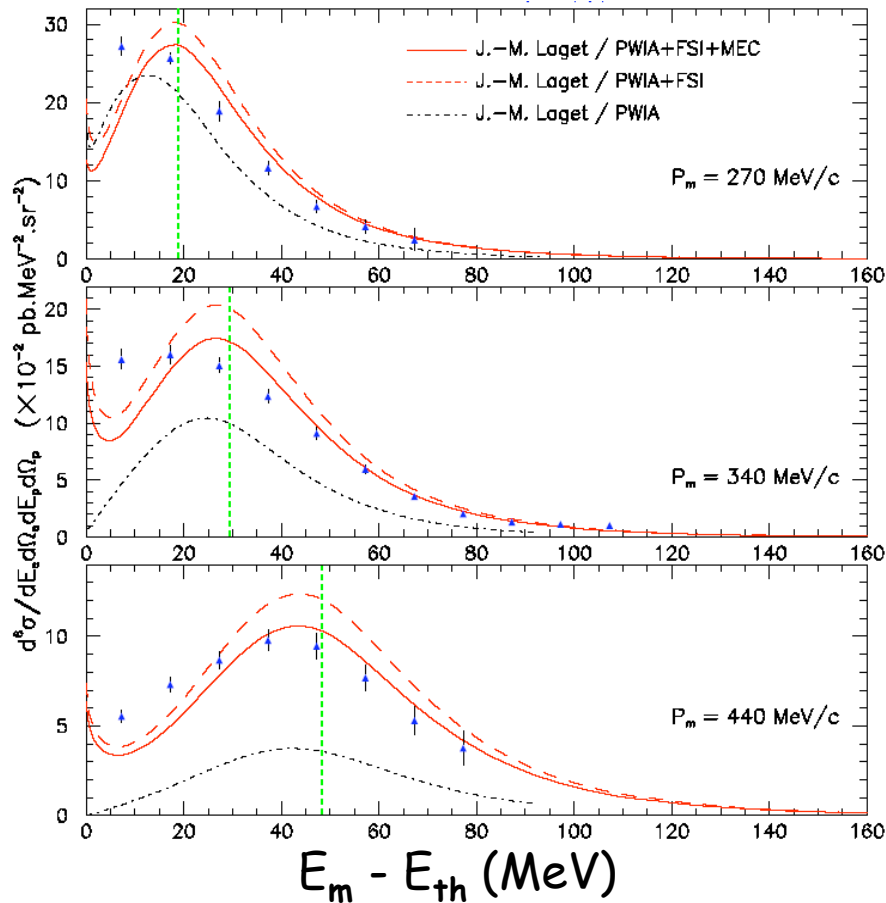 30
20
10
0
J.-M. Laget / PWIA+FSI+MEC
J.-M. Laget / PWIA+FSI
J.-M. Laget / PWIA
P_m = 270 MeV/c
0 20 40 60 80 100 120 140 160
20
15
10
5
0
P_m = 340 MeV/c
0 20 40 60 80 100 120 140 160
10
5
0
P_m = 440 MeV/c
0 20 40 60 80 100 120 140 160
d⁶σ/dE_e dΩ_e dE_p dΩ_p (×10⁻² pb.MeV⁻².sr⁻²)
E_m - E_th (MeV)